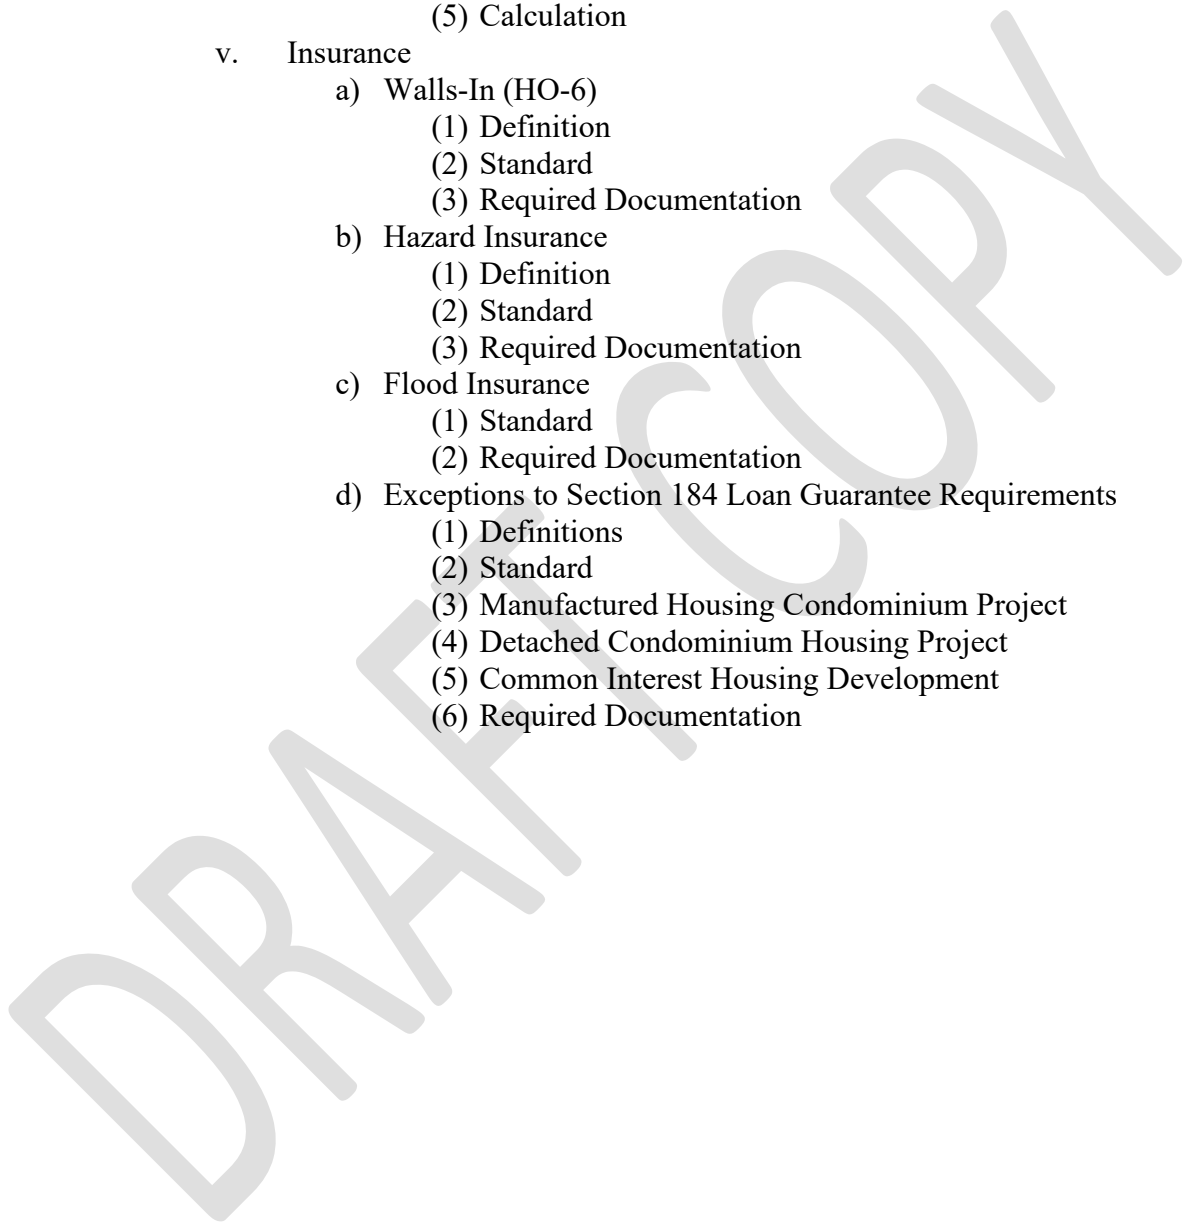 (5) Calculation
v. Insurance
a) Walls-In (HO-6)
(1) Definition
(2) Standard
(3) Required Documentation
b) Hazard Insurance
(1) Definition
(2) Standard
(3) Required Documentation
c) Flood Insurance
(1) Standard
(2) Required Documentation
d) Exceptions to Section 184 Loan Guarantee Requirements
(1) Definitions
(2) Standard
(3) Manufactured Housing Condominium Project
(4) Detached Condominium Housing Project
(5) Common Interest Housing Development
(6) Required Documentation
DRAFT COPY